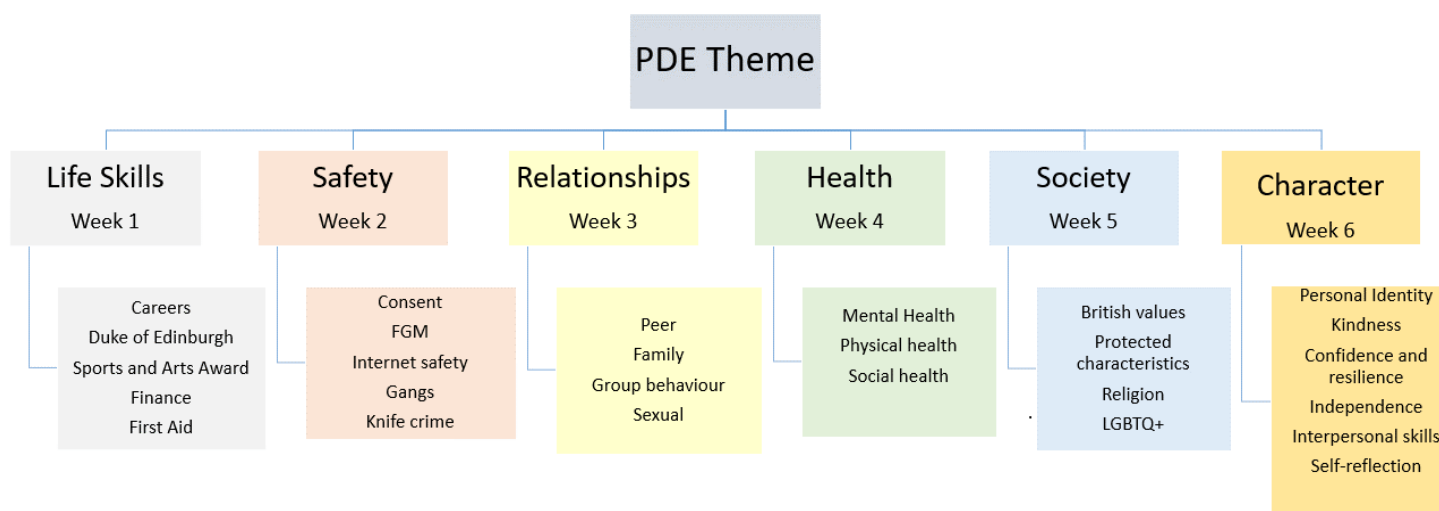 PDE Theme
Life Skills
Week 1
Safety
Week 2
Relationships
Week 3
Health
Week 4
Society
Week 5
Character
Week 6
Careers
Duke of Edinburgh
Sports and Arts Award
Finance
First Aid
Consent
FGM
Internet safety
Gangs
Knife crime
Peer
Family
Group behaviour
Sexual
Mental Health
Physical health
Social health
British values
Protected
characteristics
Religion
LGBTQ+
.
Personal Identity
Kindness
Confidence and
resilience
Independence
Interpersonal skills
Self-reflection